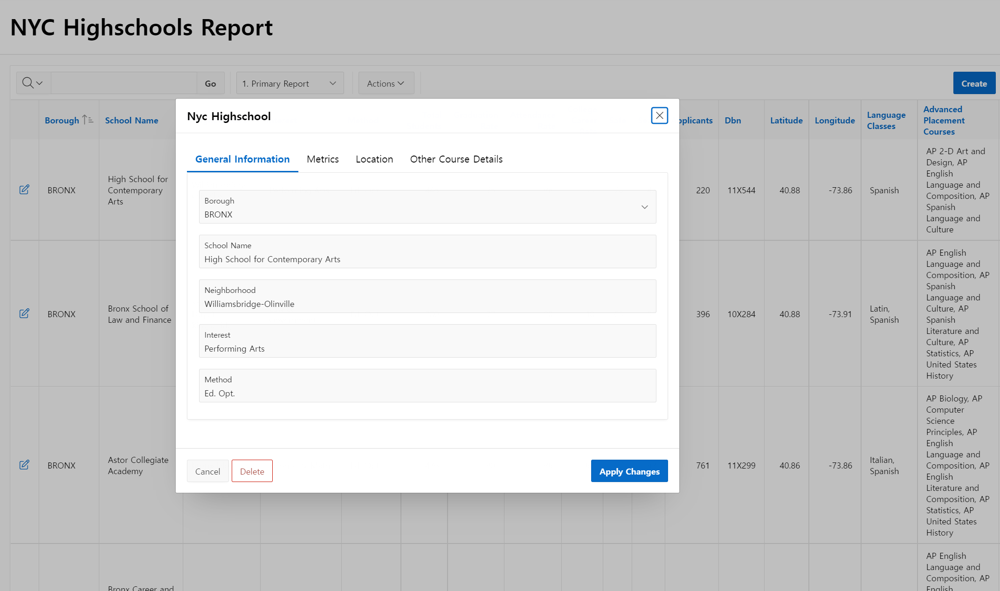 NYC Highschools Report
Go
1. Primary Report
Actions
Create
Borough
School Name
plicants
Dbn
Latitude
Longitude
Language
Classes
Advanced
Placement
Courses
BRONX
High School for
Contemporary
Arts
220
11X544
40.88
-73.86
Spanish
AP 2-D Art and
Design, AP
English
Language and
Composition, AP
Spanish
Language and
Culture
BRONX
Bronx School of
Law and Finance
396
10X284
40.88
-73.91
Latin,
Spanish
AP English
Language and
Composition, AP
Spanish
Language and
Culture, AP
Spanish
Literature and
Culture, AP
Statistics, AP
United States
History
BRONX
Astor Collegiate
Academy
761
11X299
40.86
-73.86
Italian,
Spanish
AP Biology, AP
Computer
Science
Principles, AP
English
Language and
Composition, AP
English
Literature and
Composition, AP
Statistics, AP
United States
History
Bronx Career and
AP English
Language and
Composition, AP
English
Nyc Highschool
General Information
Metrics
Location
Other Course Details
Borough
BRONX
School Name
High School for Contemporary Arts
Neighborhood
Williamsbridge-Olinville
Interest
Performing Arts
Method
Ed. Opt.
Cancel
Delete
Apply Changes